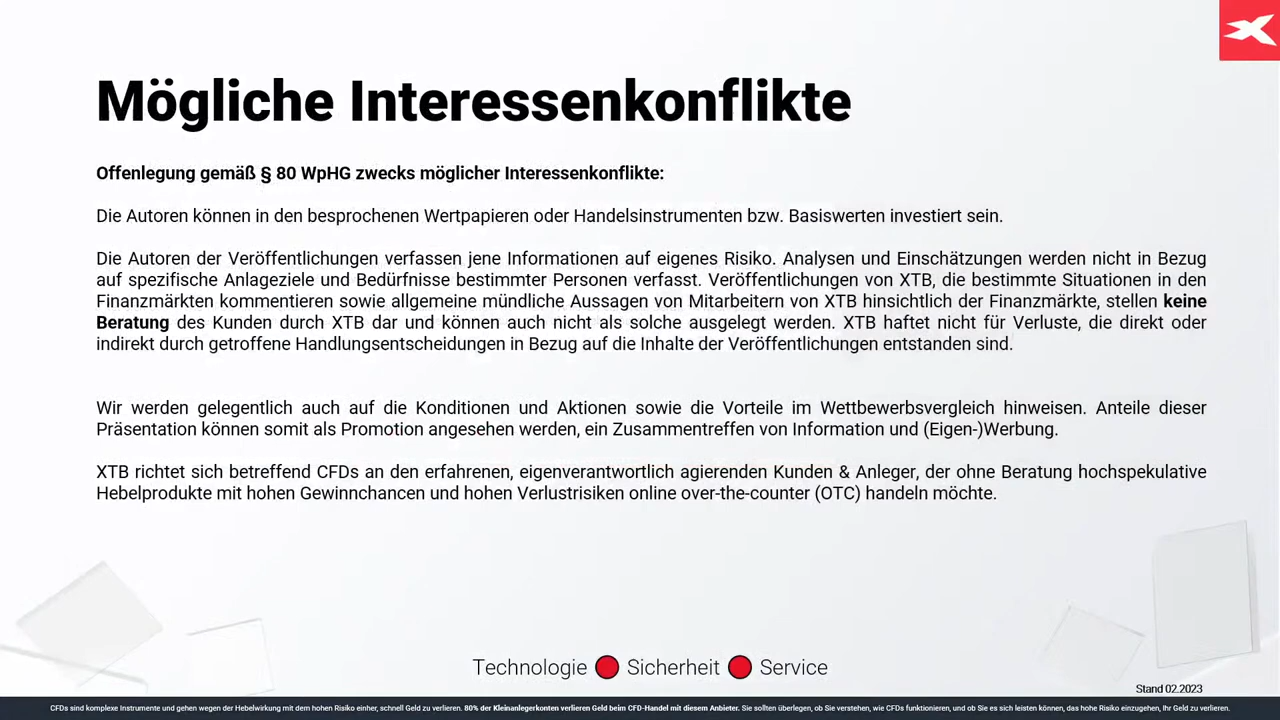 Mögliche Interessenkonflikte
Offenlegung gemäß § 80 WpHG zwecks möglicher Interessenkonflikte:
Die Autoren können in den besprochenen Wertpapieren oder Handelsinstrumenten bzw. Basiswerten investiert sein.
Die Autoren der Veröffentlichungen verfassen jene Informationen auf eigenes Risiko. Analysen und Einschätzungen werden nicht in Bezug
auf spezifische Anlageziele und Bedürfnisse bestimmter Personen verfasst. Veröffentlichungen von XTB, die bestimmte Situationen in den
Finanzmärkten kommentieren sowie allgemeine mündliche Aussagen von Mitarbeitern von XTB hinsichtlich der Finanzmärkte, stellen keine
Beratung des Kunden durch XTB dar und können auch nicht als solche ausgelegt werden. XTB haftet nicht für Verluste, die direkt oder
indirekt durch getroffene Handlungsentscheidungen in Bezug auf die Inhalte der Veröffentlichungen entstanden sind.
Wir werden gelegentlich auch auf die Konditionen und Aktionen sowie die Vorteile im Wettbewerbsvergleich hinweisen. Anteile dieser
Präsentation können somit als Promotion angesehen werden, ein Zusammentreffen von Information und (Eigen-)Werbung.
XTB richtet sich betreffend CFDs an den erfahrenen, eigenverantwortlich agierenden Kunden & Anleger, der ohne Beratung hochspekulative
Hebelprodukte mit hohen Gewinnchancen und hohen Verlustrisiken online over-the-counter (OTC) handeln möchte.
Technologie Sicherheit Service
Stand 02.2023
CFDs sind komplexe Instrumente und gehen wegen der Hebelwirkung mit dem hohen Risiko einher, schnell Geld zu verlieren. 80% der Kleinanlegerkonten verlieren Geld beim CFD-Handel mit diesem Anbieter. Sie sollten überlegen, ob Sie verstehen, wie CFDs funktionieren, und ob Sie es sich leisten können, das hohe Risiko einzugehen, Ihr Geld zu verlieren.